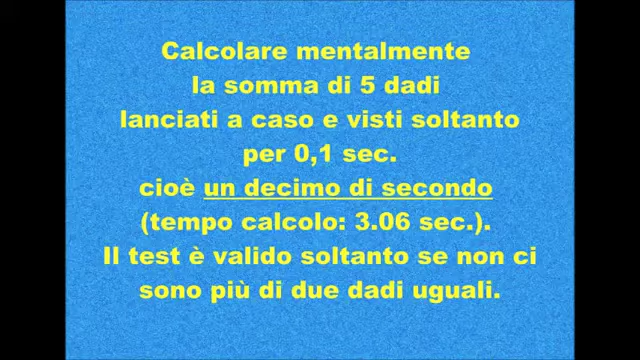 Calcolare mentalmente
la somma di 5 dadi
lanciati a caso e visti soltanto
per 0,1 sec.
cioè un decimo di secondo
(tempo calcolo: 3.06 sec.).
Il test è valido soltanto se non ci
sono più di due dadi uguali.